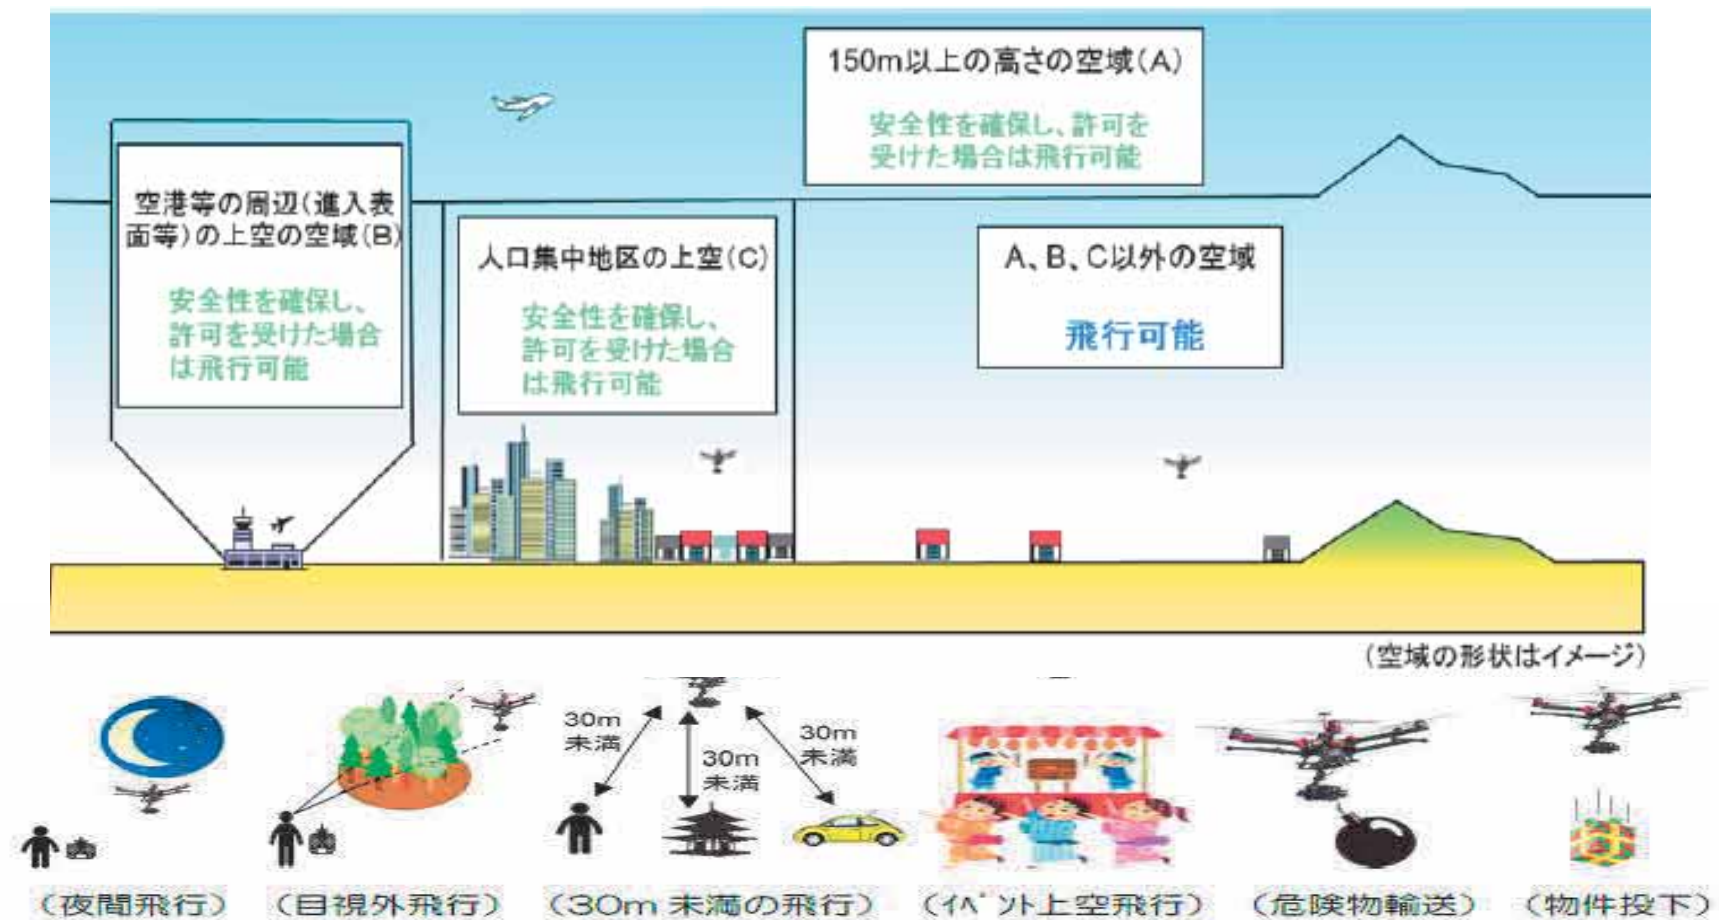 150m以上の高さの空域(A)
安全性を確保し、許可を
受けた場合は飛行可能
空港等の周辺(進入表
面等)の上空の空域(B)
安全性を確保し、
許可を受けた場合
は飛行可能
人口集中地区の上空(C)
安全性を確保し、
許可を受けた場合
は飛行可能
A、B、C以外の空域
飛行可能
(空域の形状はイメージ)
30m
未満
30m
未満
30m
未満
(夜間飛行)
(目視外飛行)
(30m 未満の飛行)
(イベント上空飛行)
(危険物輸送)
(物件投下)